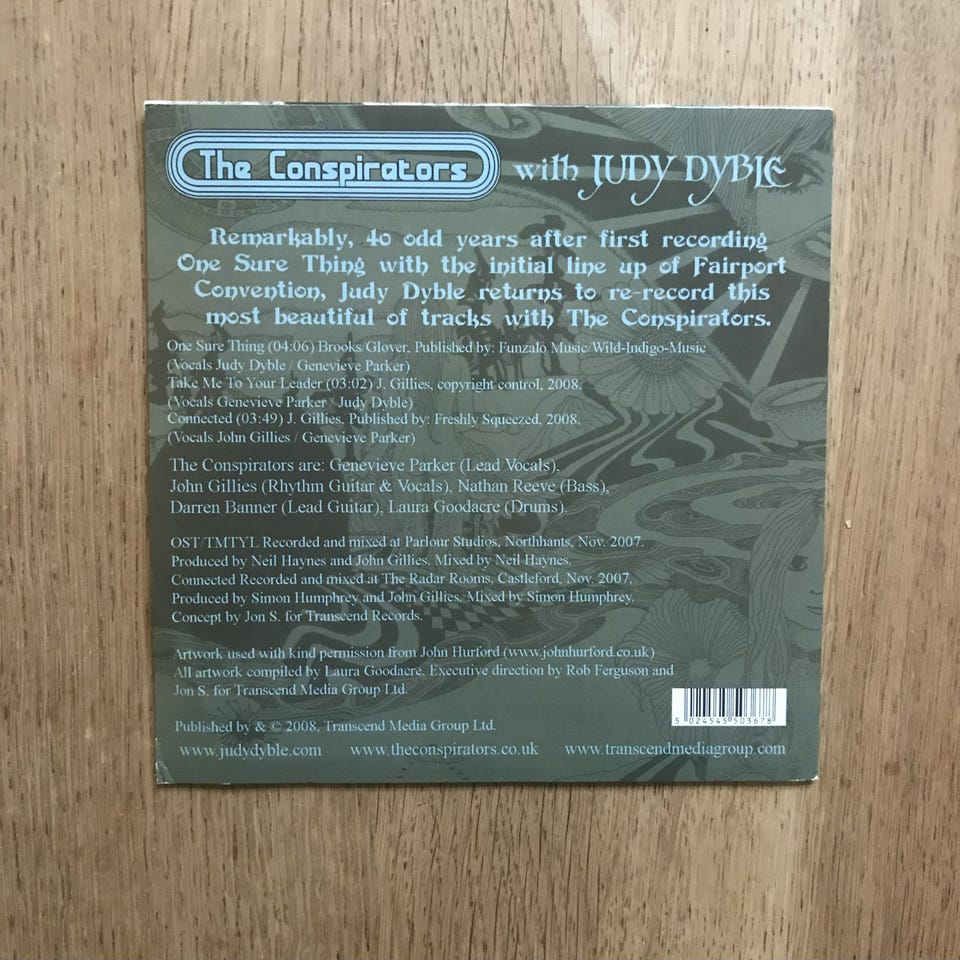 The Conspirators with JUDY DYBLE
Remarkably, 40 odd years after first recording
One Sure Thing with the initial line up of Fairport
Convention, Judy Dyble returns to re-record this
most beautiful of tracks with The Conspirators.
One Sure Thing (04:06) Brooks/Glover. Published by: Funzalo Music/Wild-Indigo-Music
(Vocals Judy Dyble / Genevieve Parker)
Take Me To Your Leader (03:02) J. Gillies, copyright control, 2008.
(Vocals Genevieve Parker / Judy Dyble)
Connected (03:49) J. Gillies. Published by: Freshly Squeezed, 2008.
(Vocals John Gillies / Genevieve Parker)
The Conspirators are: Genevieve Parker (Lead Vocals),
John Gillies (Rhythm Guitar & Vocals), Nathan Reeve (Bass),
Darren Banner (Lead Guitar), Laura Goodacre (Drums).
OST/TMTYL Recorded and mixed at Parlour Studios, Northhants, Nov. 2007.
Produced by Neil Haynes and John Gillies. Mixed by Neil Haynes.
Connected Recorded and mixed at The Radar Rooms, Castleford, Nov. 2007.
Produced by Simon Humphrey and John Gillies. Mixed by Simon Humphrey.
Concept by Jon S. for Transcend Records.
Artwork used with kind permission from John Hurford (www.johnhurford.co.uk)
All artwork compiled by Laura Goodacre. Executive direction by Rob Ferguson and
Jon S. for Transcend Media Group Ltd.
5 024545 503678
Published by & © 2008, Transcend Media Group Ltd.
www.judydyble.com www.theconspirators.co.uk www.transcendmediagroup.com